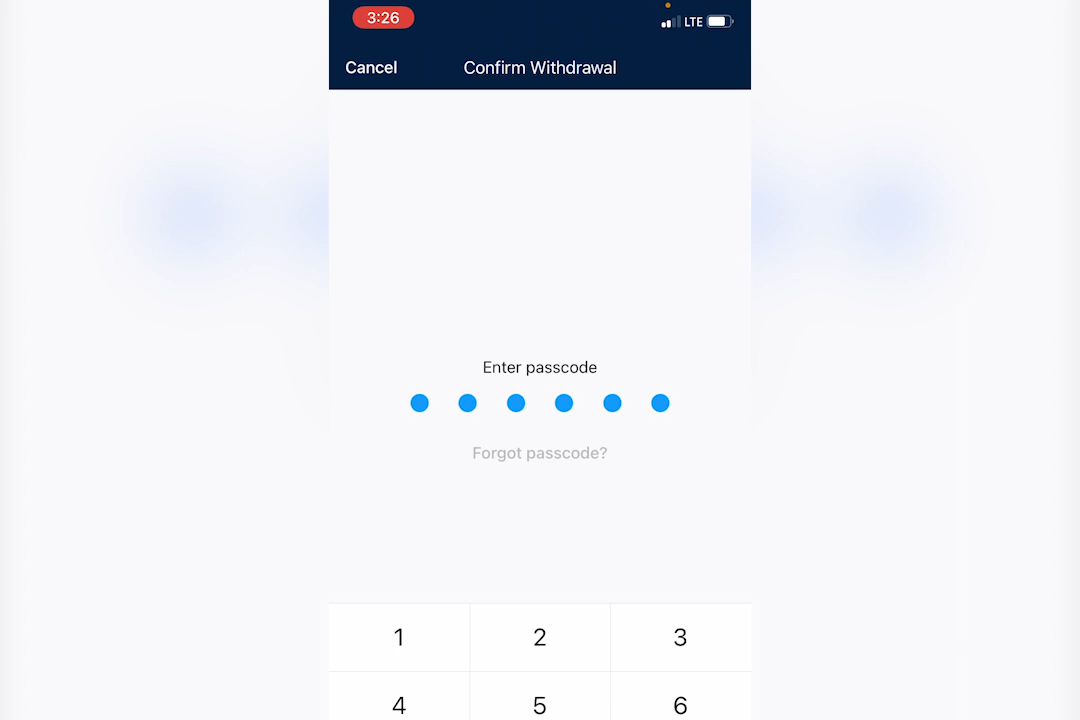 3:26 LTE
Cancel Confirm Withdrawal
Enter passcode
Forgot passcode?
1 2 3
4 5 6